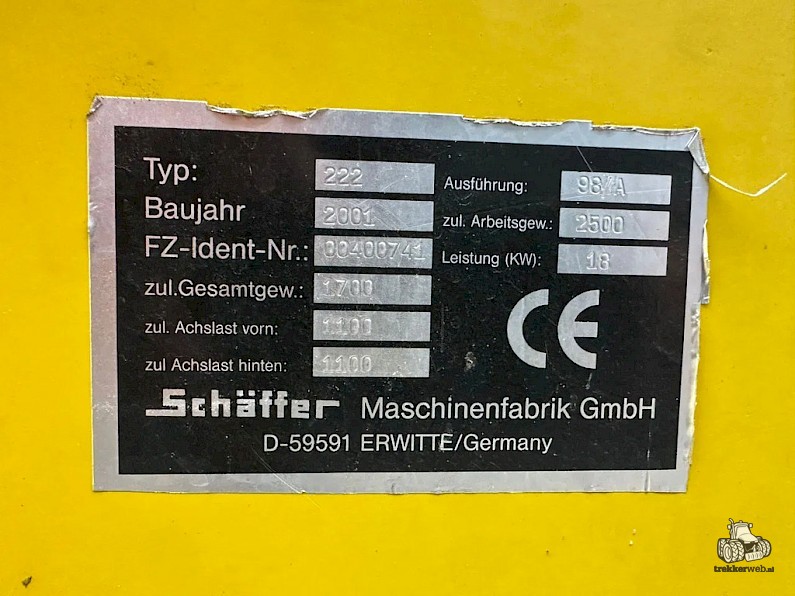 Typ: 222
Baujahr 2001
FZ-Ident-Nr.: 00400741
zul.Gesamtgew.: 1700
zul. Achslast vorn: 1100
zul Achslast hinten: 1100
Ausführung:
zul. Arbeitsgew.: 2500
Leistung (KW): 18
CE
Schäffer Maschinenfabrik GmbH
D-59591 ERWITTE/Germany
trekkerweb.nl